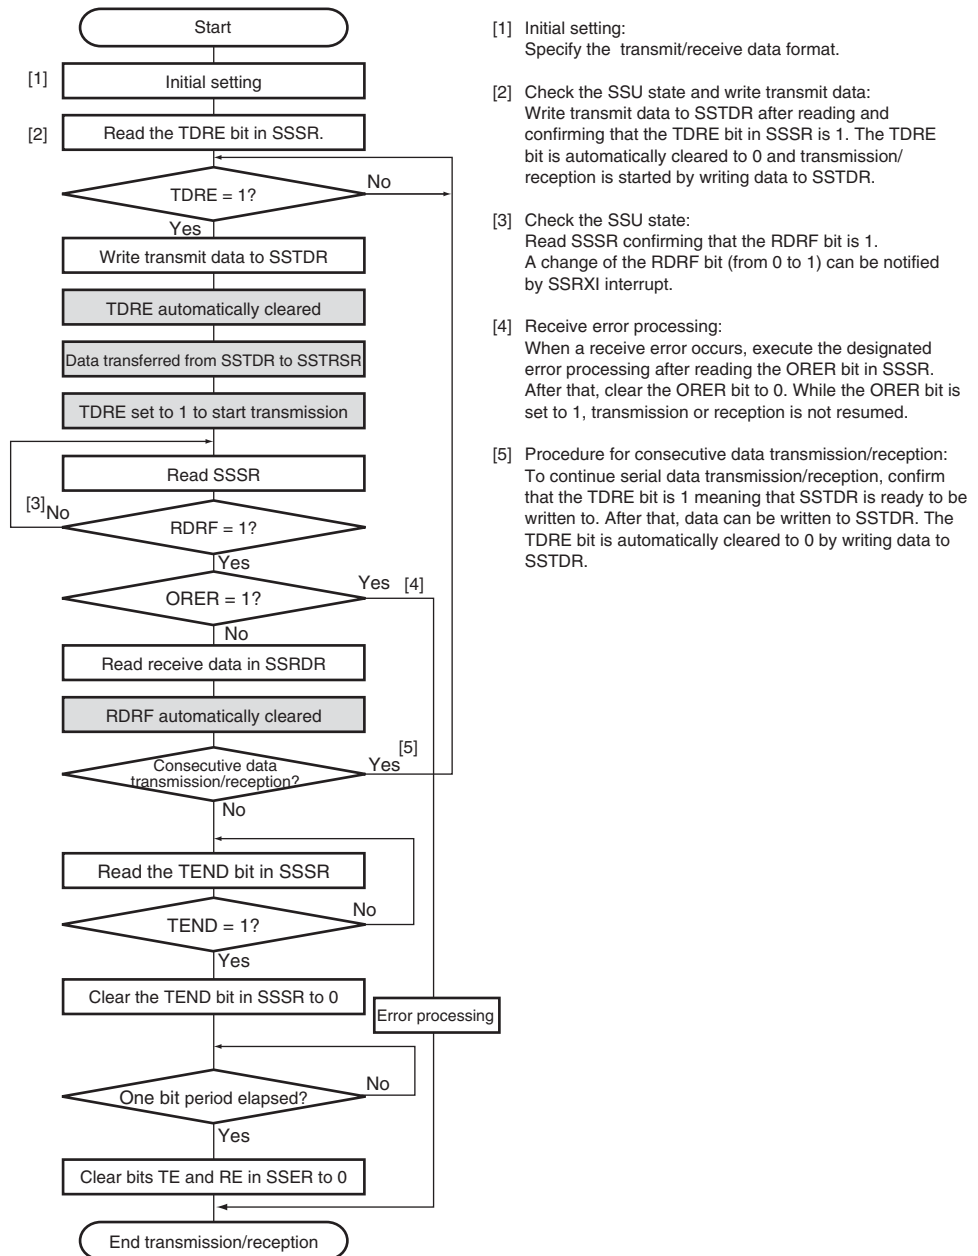 Start
[1] Initial setting
[2] Read the TDRE bit in SSSR.
TDRE = 1?
No
Yes
Write transmit data to SSTDR
TDRE automatically cleared
Data transferred from SSTDR to SSTRSR
TDRE set to 1 to start transmission
Read SSSR
[3]
No
RDRF = 1?
Yes
ORER = 1?
Yes [4]
No
Read receive data in SSRDR
RDRF automatically cleared
Consecutive data
transmission/reception?
[5]
Yes
No
Read the TEND bit in SSSR
TEND = 1?
No
Yes
Clear the TEND bit in SSSR to 0
Error processing
One bit period elapsed?
No
Yes
Clear bits TE and RE in SSER to 0
End transmission/reception
[1] Initial setting:
Specify the transmit/receive data format.
[2] Check the SSU state and write transmit data:
Write transmit data to SSTDR after reading and
confirming that the TDRE bit in SSSR is 1. The TDRE
bit is automatically cleared to 0 and transmission/
reception is started by writing data to SSTDR.
[3] Check the SSU state:
Read SSSR confirming that the RDRF bit is 1.
A change of the RDRF bit (from 0 to 1) can be notified
by SSRXI interrupt.
[4] Receive error processing:
When a receive error occurs, execute the designated
error processing after reading the ORER bit in SSSR.
After that, clear the ORER bit to 0. While the ORER bit is
set to 1, transmission or reception is not resumed.
[5] Procedure for consecutive data transmission/reception:
To continue serial data transmission/reception, confirm
that the TDRE bit is 1 meaning that SSTDR is ready to be
written to. After that, data can be written to SSTDR. The
TDRE bit is automatically cleared to 0 by writing data to
SSTDR.